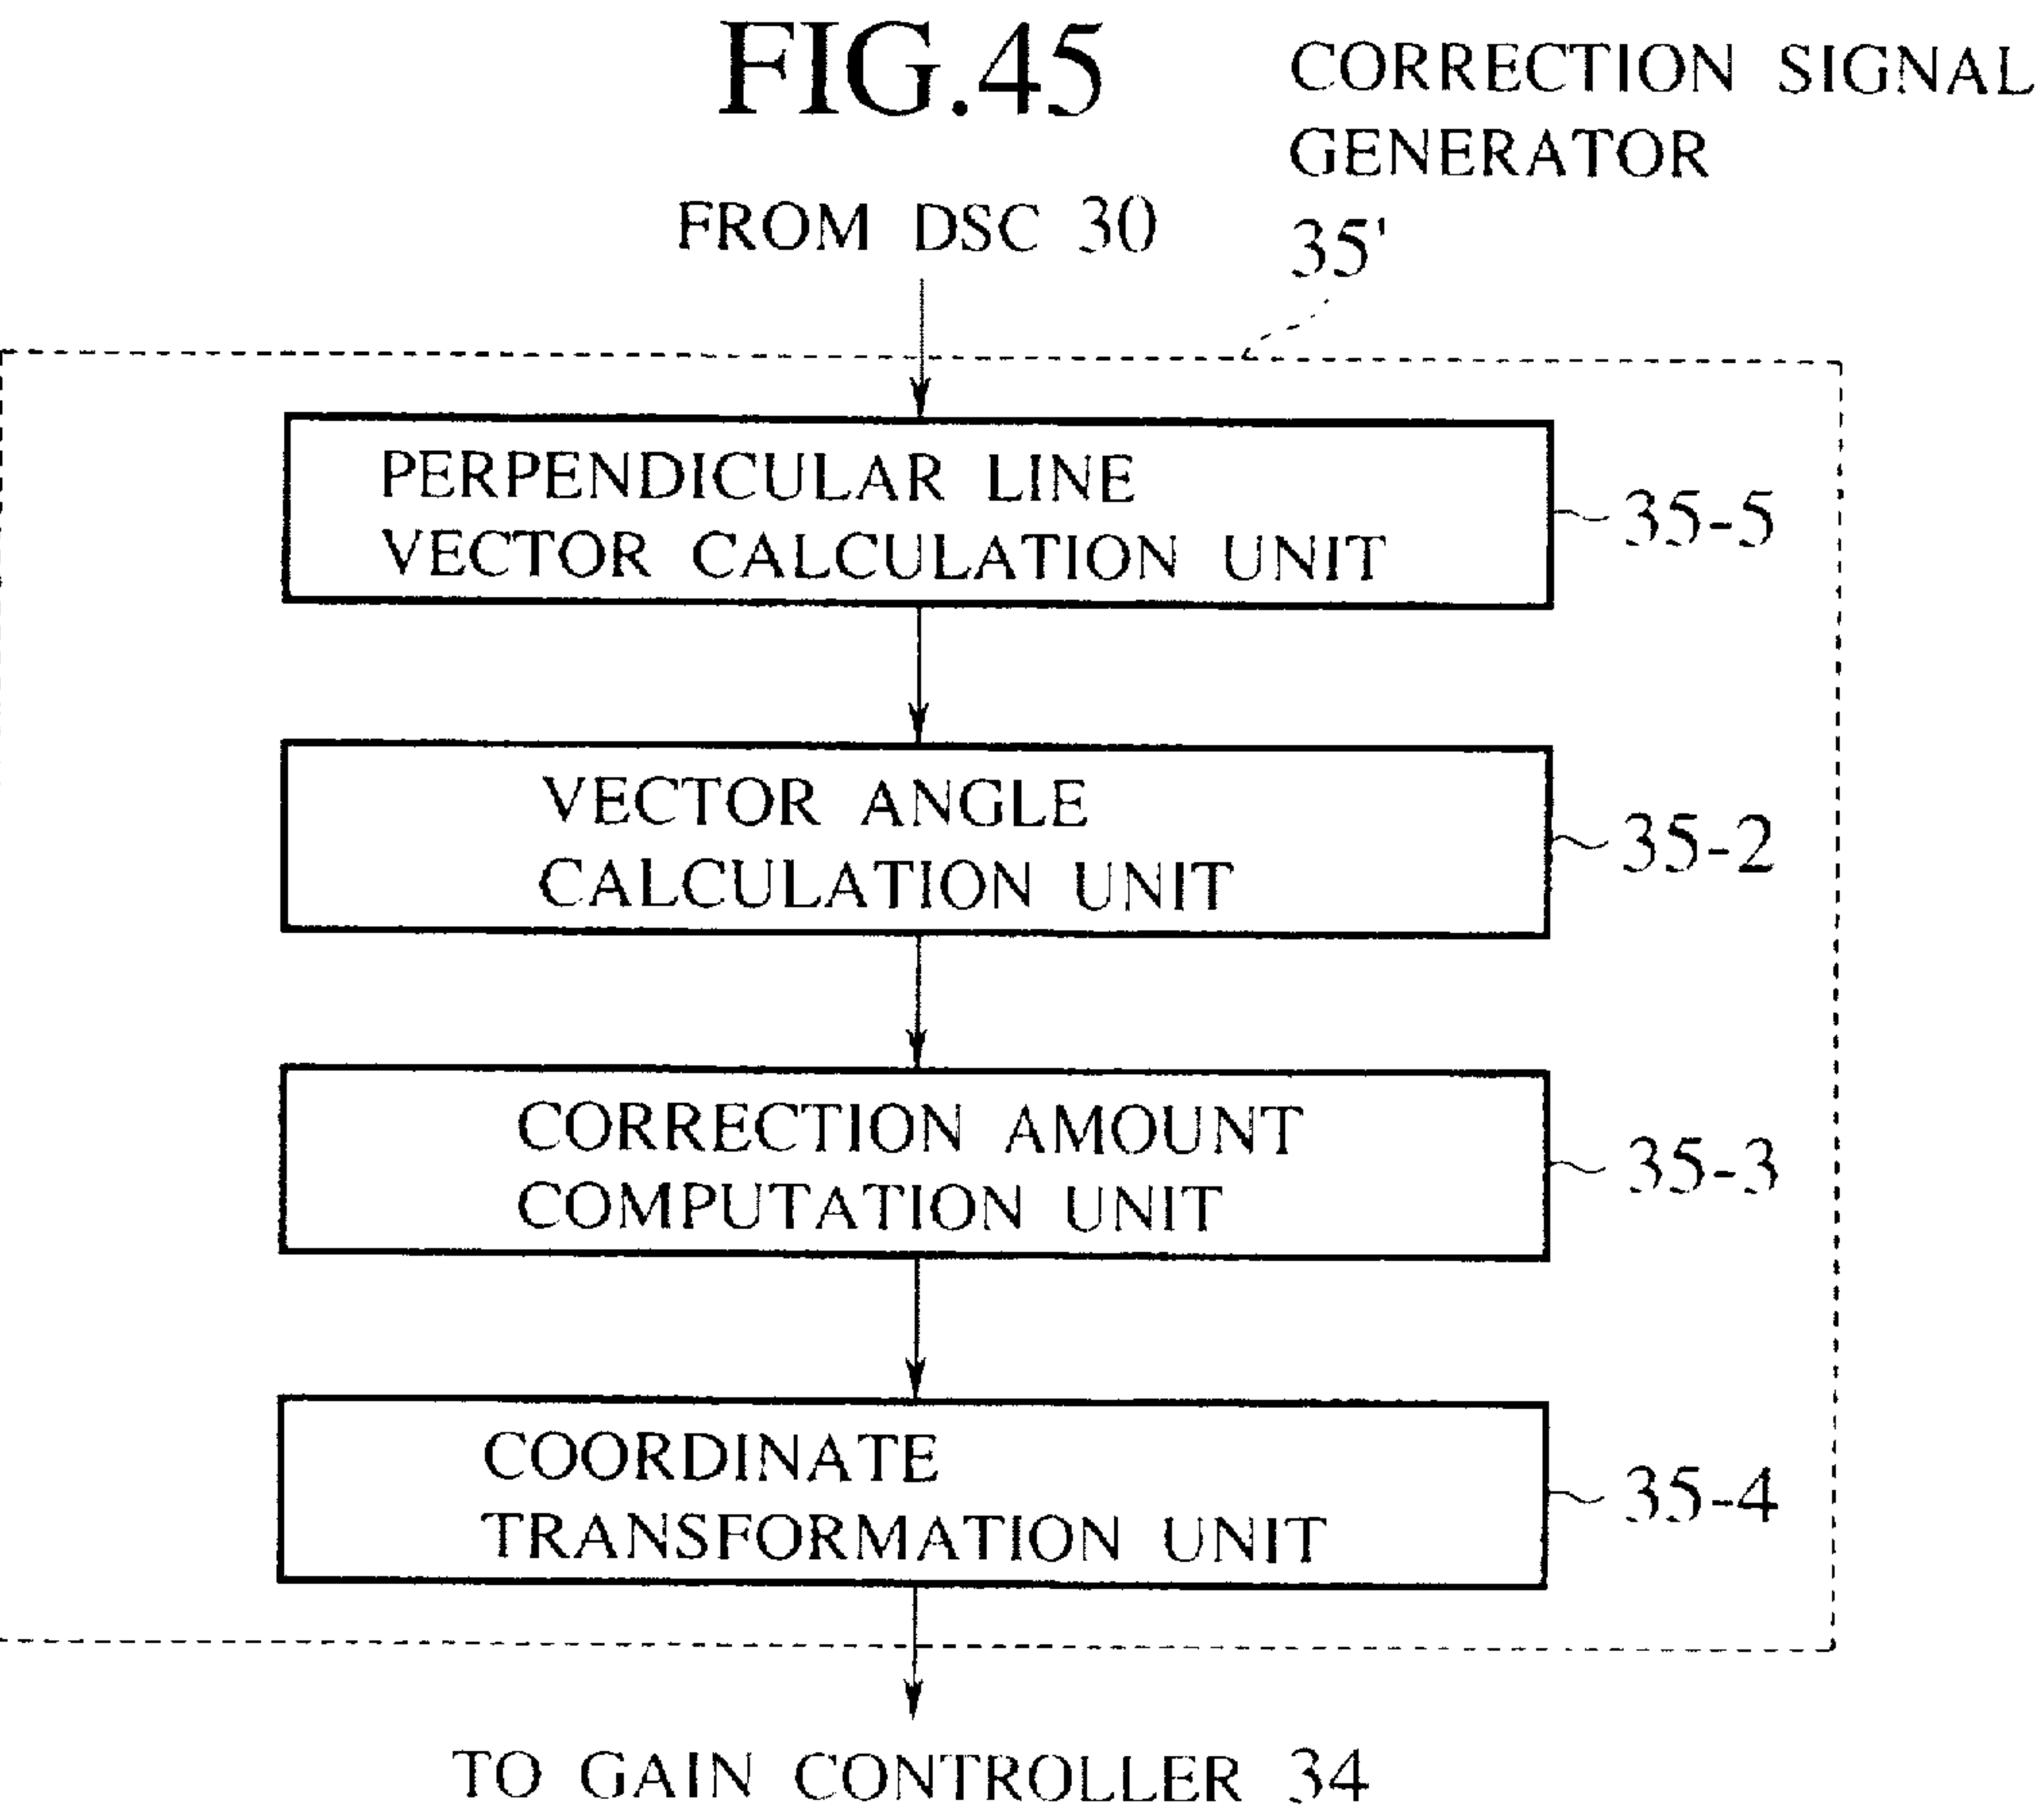 FIG.45
CORRECTION SIGNAL
GENERATOR
35'
FROM DSC 30
PERPENDICULAR LINE
VECTOR CALCULATION UNIT
35-5
VECTOR ANGLE
CALCULATION UNIT
35-2
CORRECTION AMOUNT
COMPUTATION UNIT
35-3
COORDINATE
TRANSFORMATION UNIT
35-4
TO GAIN CONTROLLER 34